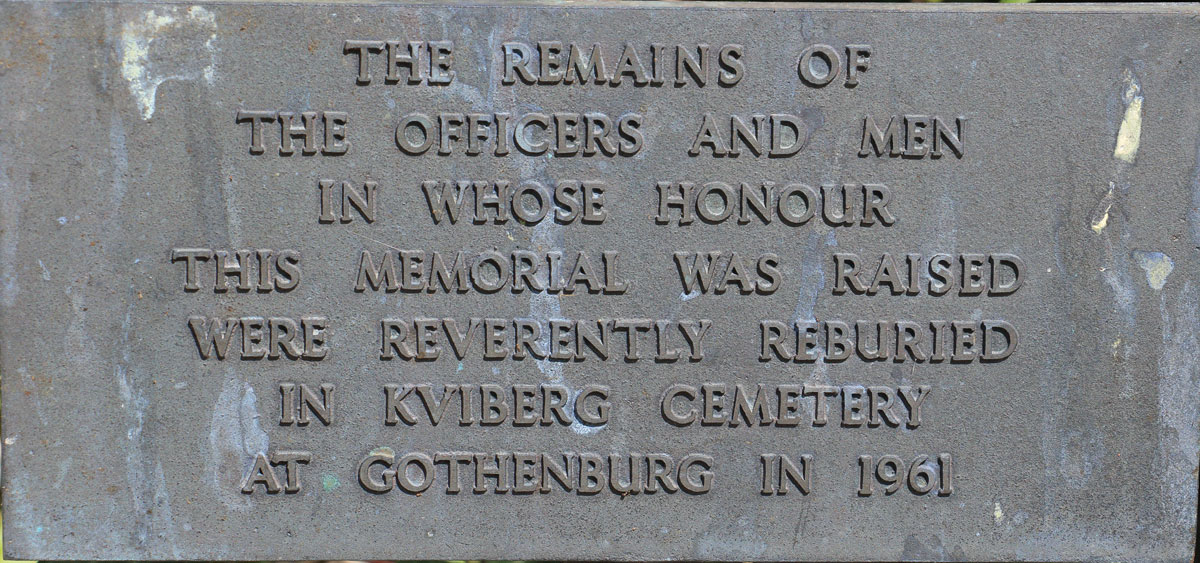 THE REMAINS OF
THE OFFICERS AND MEN
IN WHOSE HONOUR
THIS MEMORIAL WAS RAISED
WERE REVERENTLY REBURIED
IN KVIBERG CEMETERY
AT GOTHENBURG IN 1961